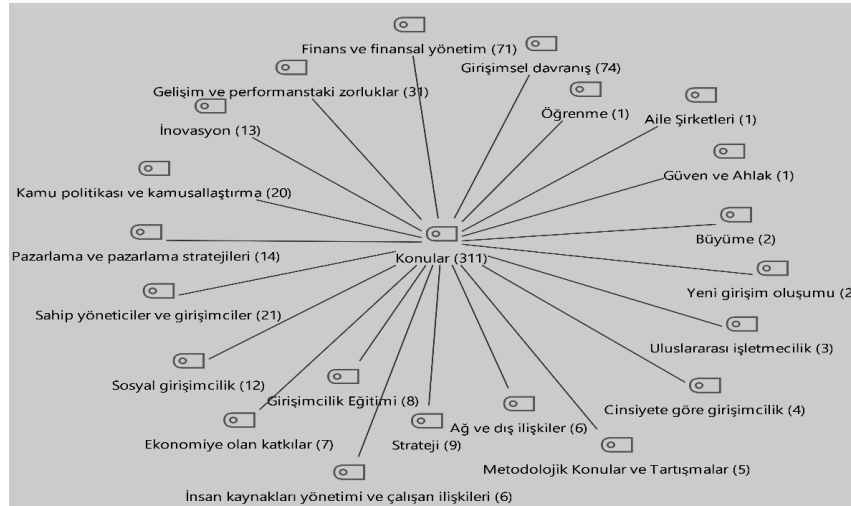 Finans ve finansal yönetim (71)
Girişimsel davranış (74)
Gelişim ve performanstaki zorluklar (31)
Öğrenme (1)
Aile Şirketleri (1)
İnovasyon (13)
Güven ve Ahlak (1)
Kamu politikası ve kamusallaştırma (20)
Büyüme (2)
Pazarlama ve pazarlama stratejileri (14)
Konular (311)
Yeni girişim oluşumu (2
Sahip yöneticiler ve girişimciler (21)
Uluslararası işletmecilik (3)
Sosyal girişimcilik (12)
Girişimcilik Eğitimi (8)
Cinsiyete göre girişimcilik (4)
Ekonomiye olan katkılar (7)
Strateji (9)
Ağ ve dış ilişkiler (6)
Metodolojik Konular ve Tartışmalar (5)
İnsan kaynakları yönetimi ve çalışan ilişkileri (6)